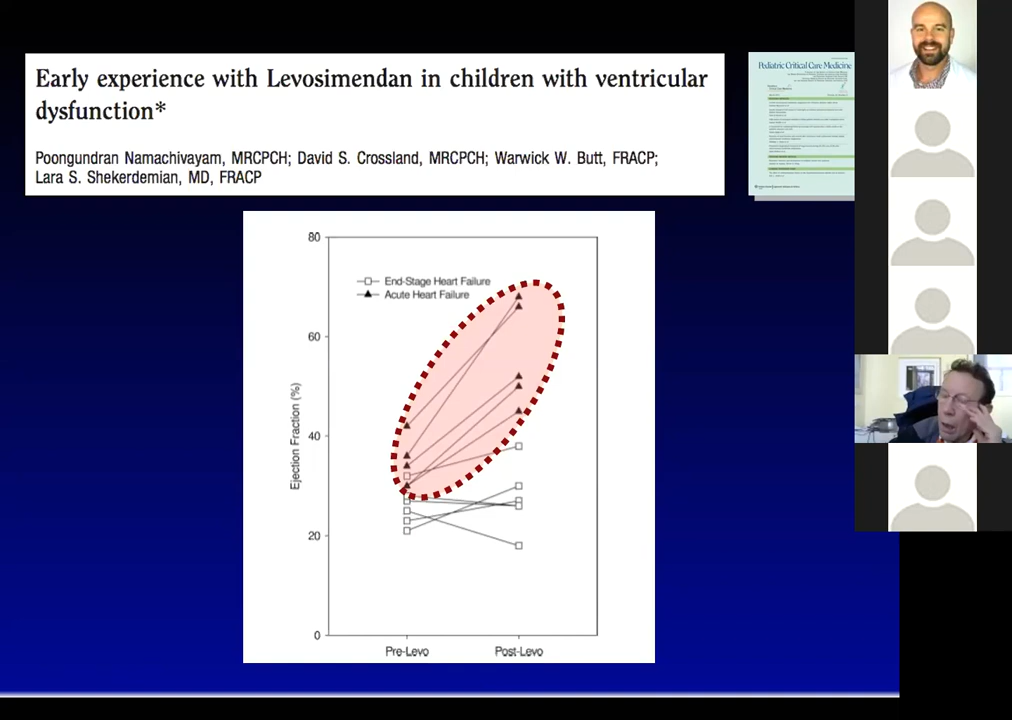 Early experience with Levosimendan in children with ventricular
dysfunction*
Poongundran Namachivayam, MRCPCH; David S. Crossland, MRCPCH; Warwick W. Butt, FRACP;
Lara S. Shekerdemian, MD, FRACP
Pediatric Critical Care Medicine
80
60
40
20
0
Ejection Fraction (%)
End-Stage Heart Failure
Acute Heart Failure
Pre-Levo
Post-Levo